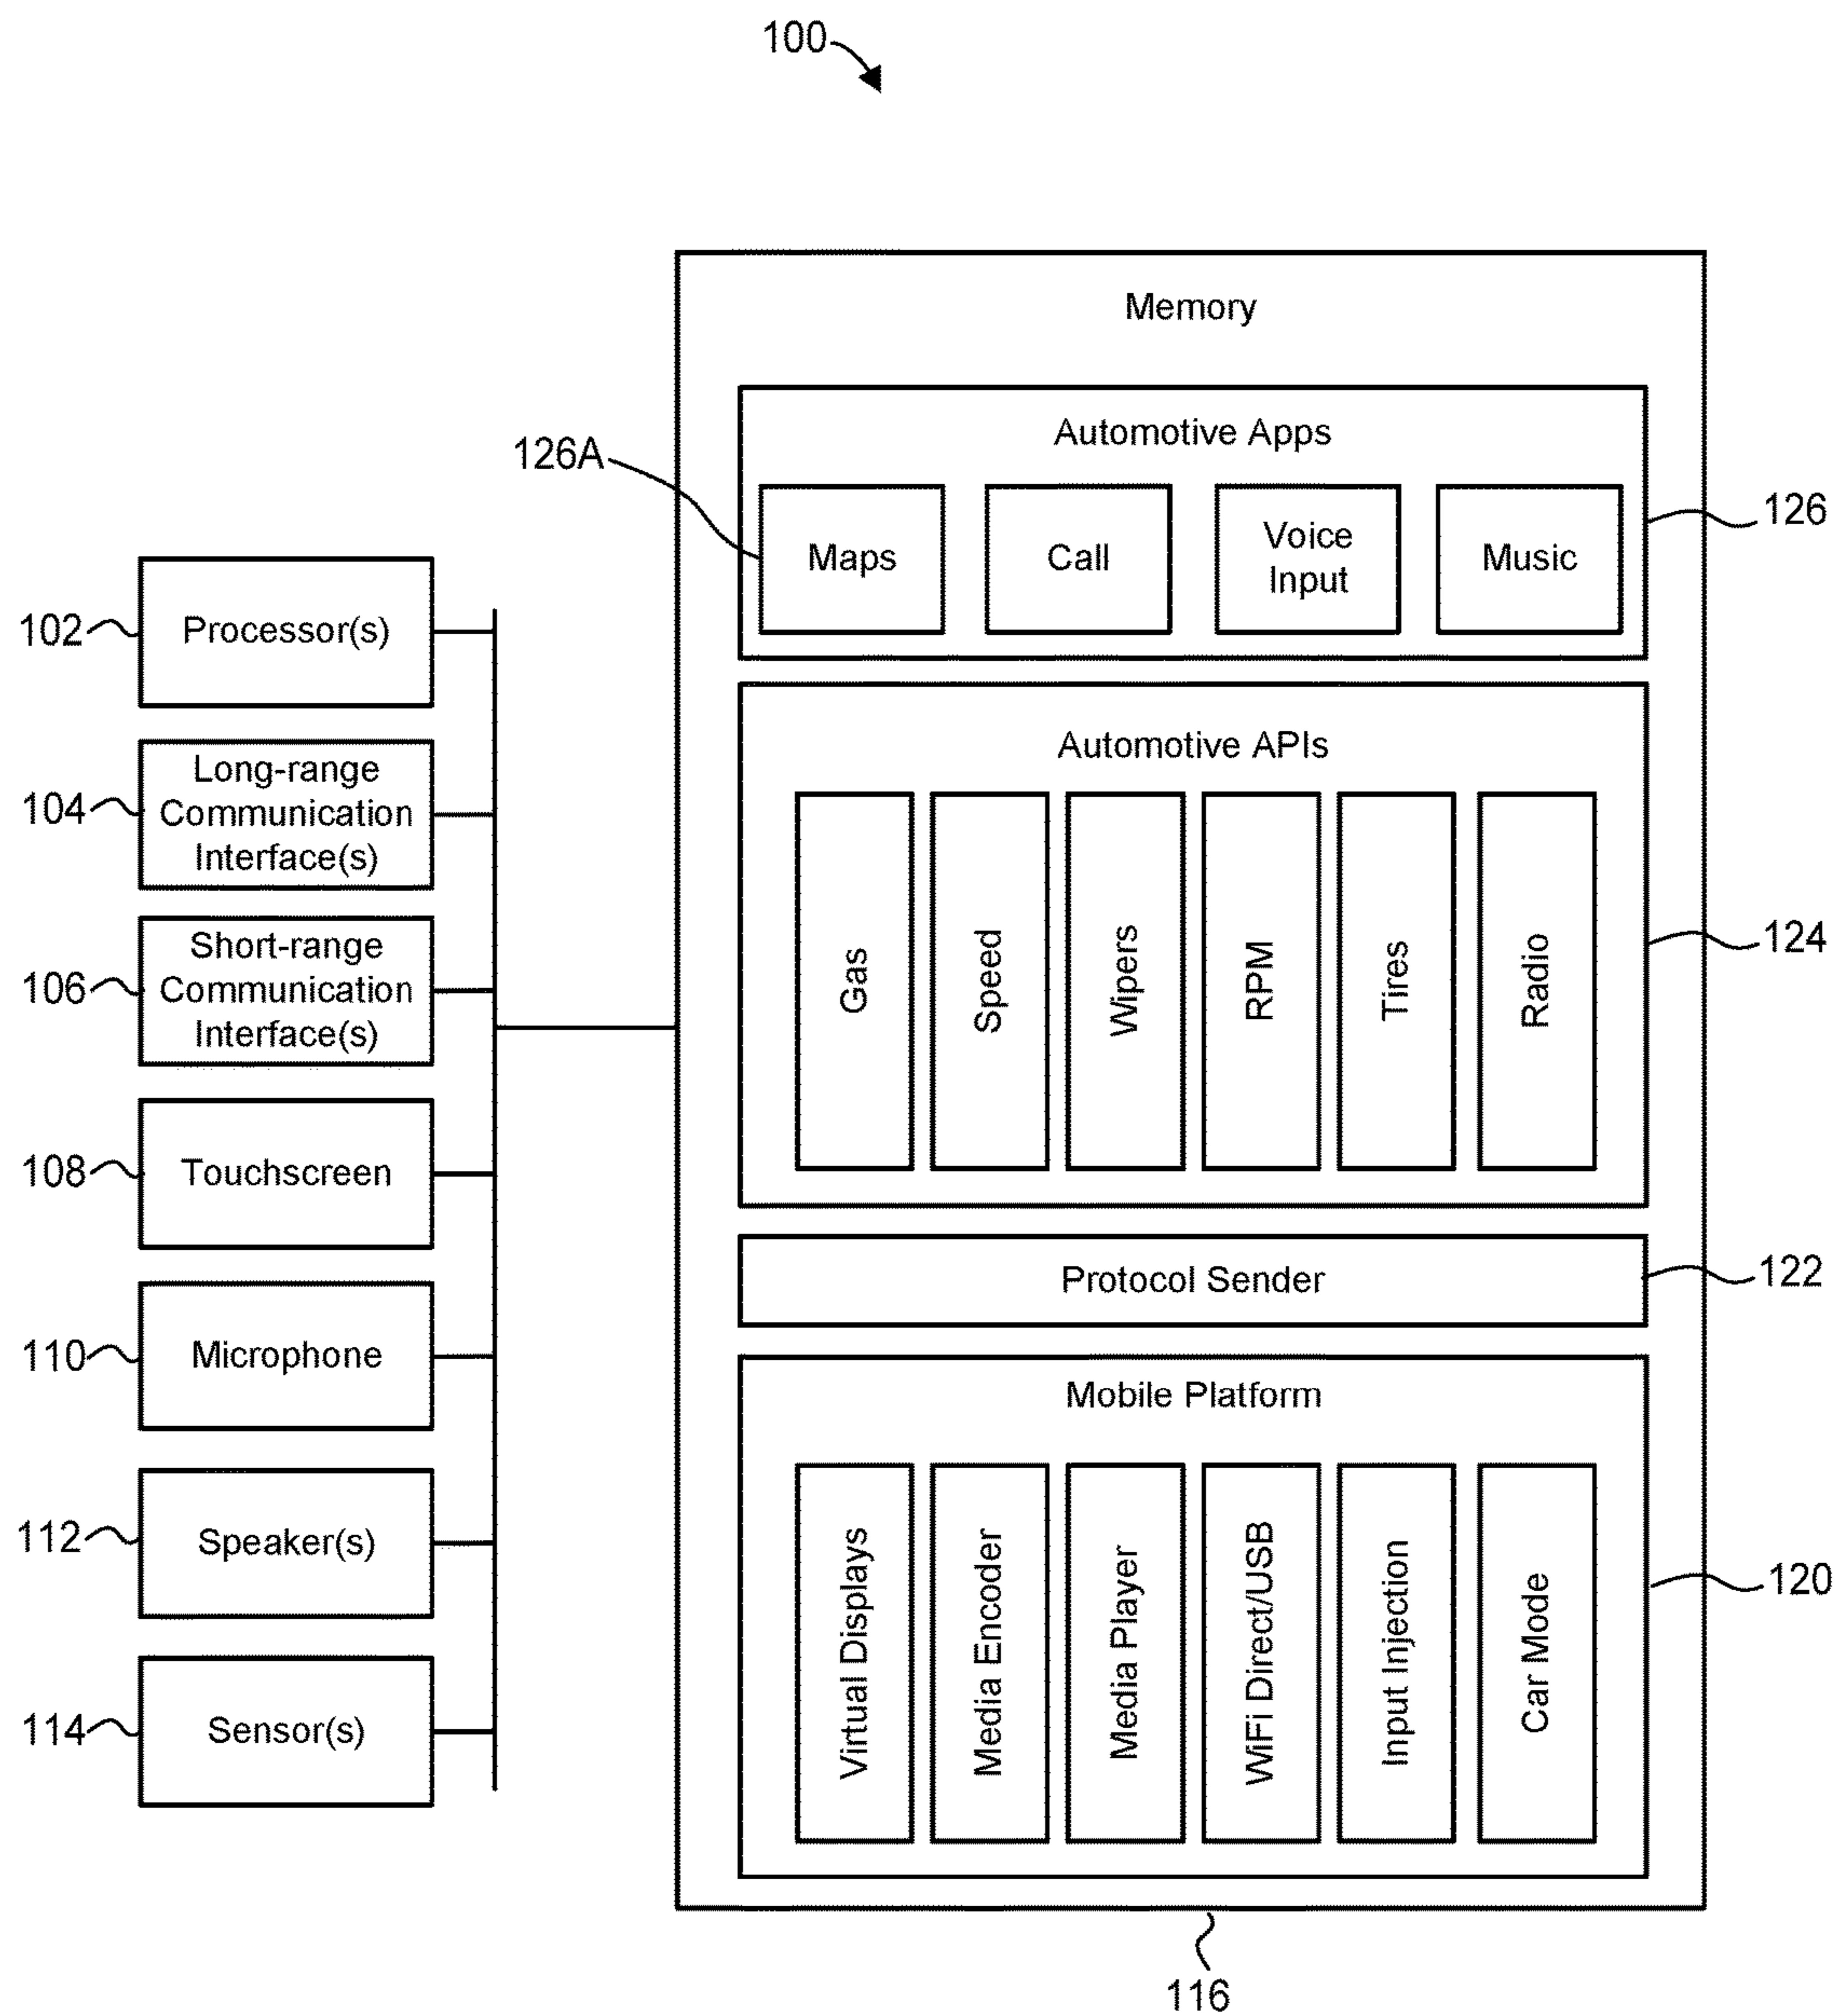 100
Memory
Automotive Apps
126A
126
Maps
Call
Voice
Input
Music
102
Processor(s)
104
Long-range
Communication
Interface(s)
106
Short-range
Communication
Interface(s)
108
Touchscreen
110
Microphone
112
Speaker(s)
114
Sensor(s)
Automotive APIs
Gas
Speed
Wipers
RPM
Tires
Radio
124
Protocol Sender
122
Mobile Platform
Virtual Displays
Media Encoder
Media Player
WiFi Direct/USB
Input Injection
Car Mode
120
116